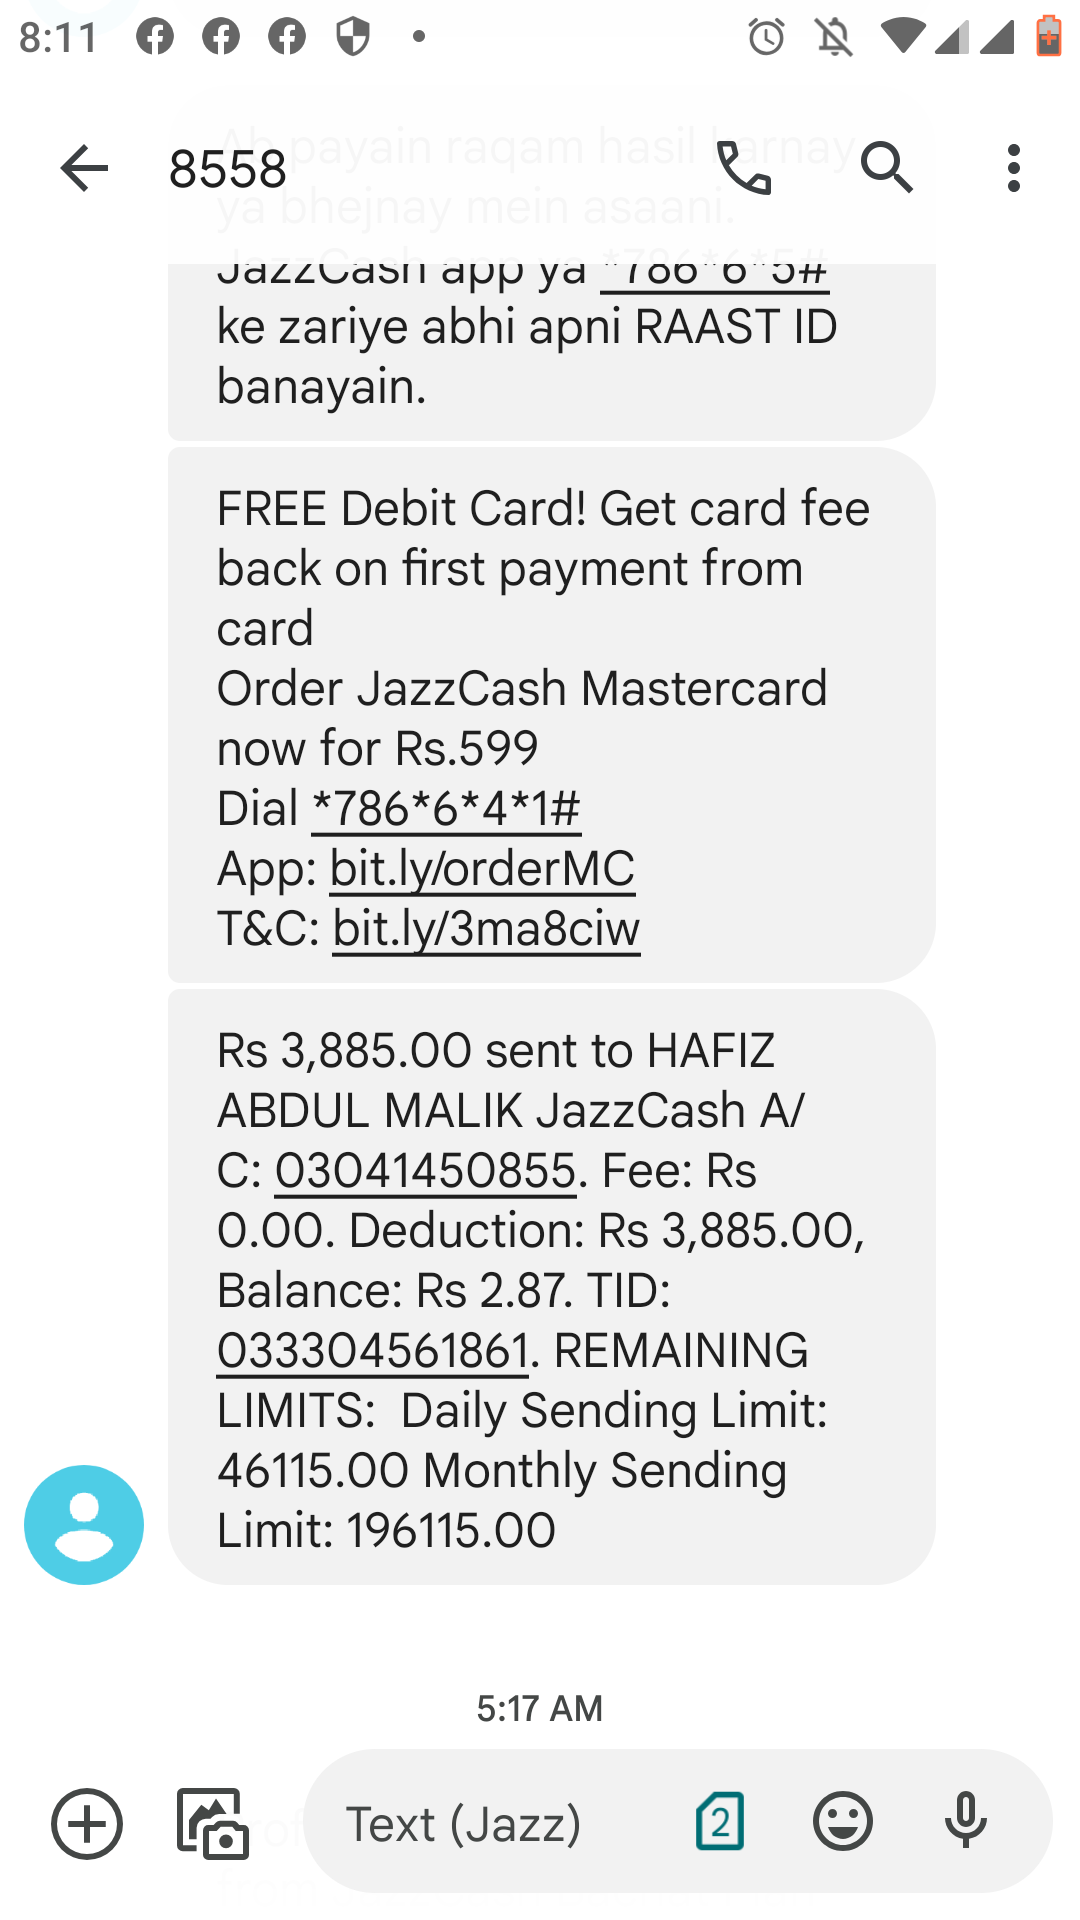 8:11
Ab payain raqam hasil karnay
8558
ya bhejnay mein asaani.
JazzCash app ya *786*6*5#
ke zariye abhi apni RAAST ID
banayain.
FREE Debit Card! Get card fee
back on first payment from
card
Order JazzCash Mastercard
now for Rs.599
Dial *786*6*4*1#
App: bit.ly/orderMC
T&C: bit.ly/3ma8ciw
Rs 3,885.00 sent to HAFIZ
ABDUL MALIK JazzCash A/
C: 03041450855. Fee: Rs
0.00. Deduction: Rs 3,885.00,
Balance: Rs 2.87. TID:
033304561861. REMAINING
LIMITS:  Daily Sending Limit:
46115.00 Monthly Sending
Limit: 196115.00
5:17 AM
Text (Jazz)
2
from